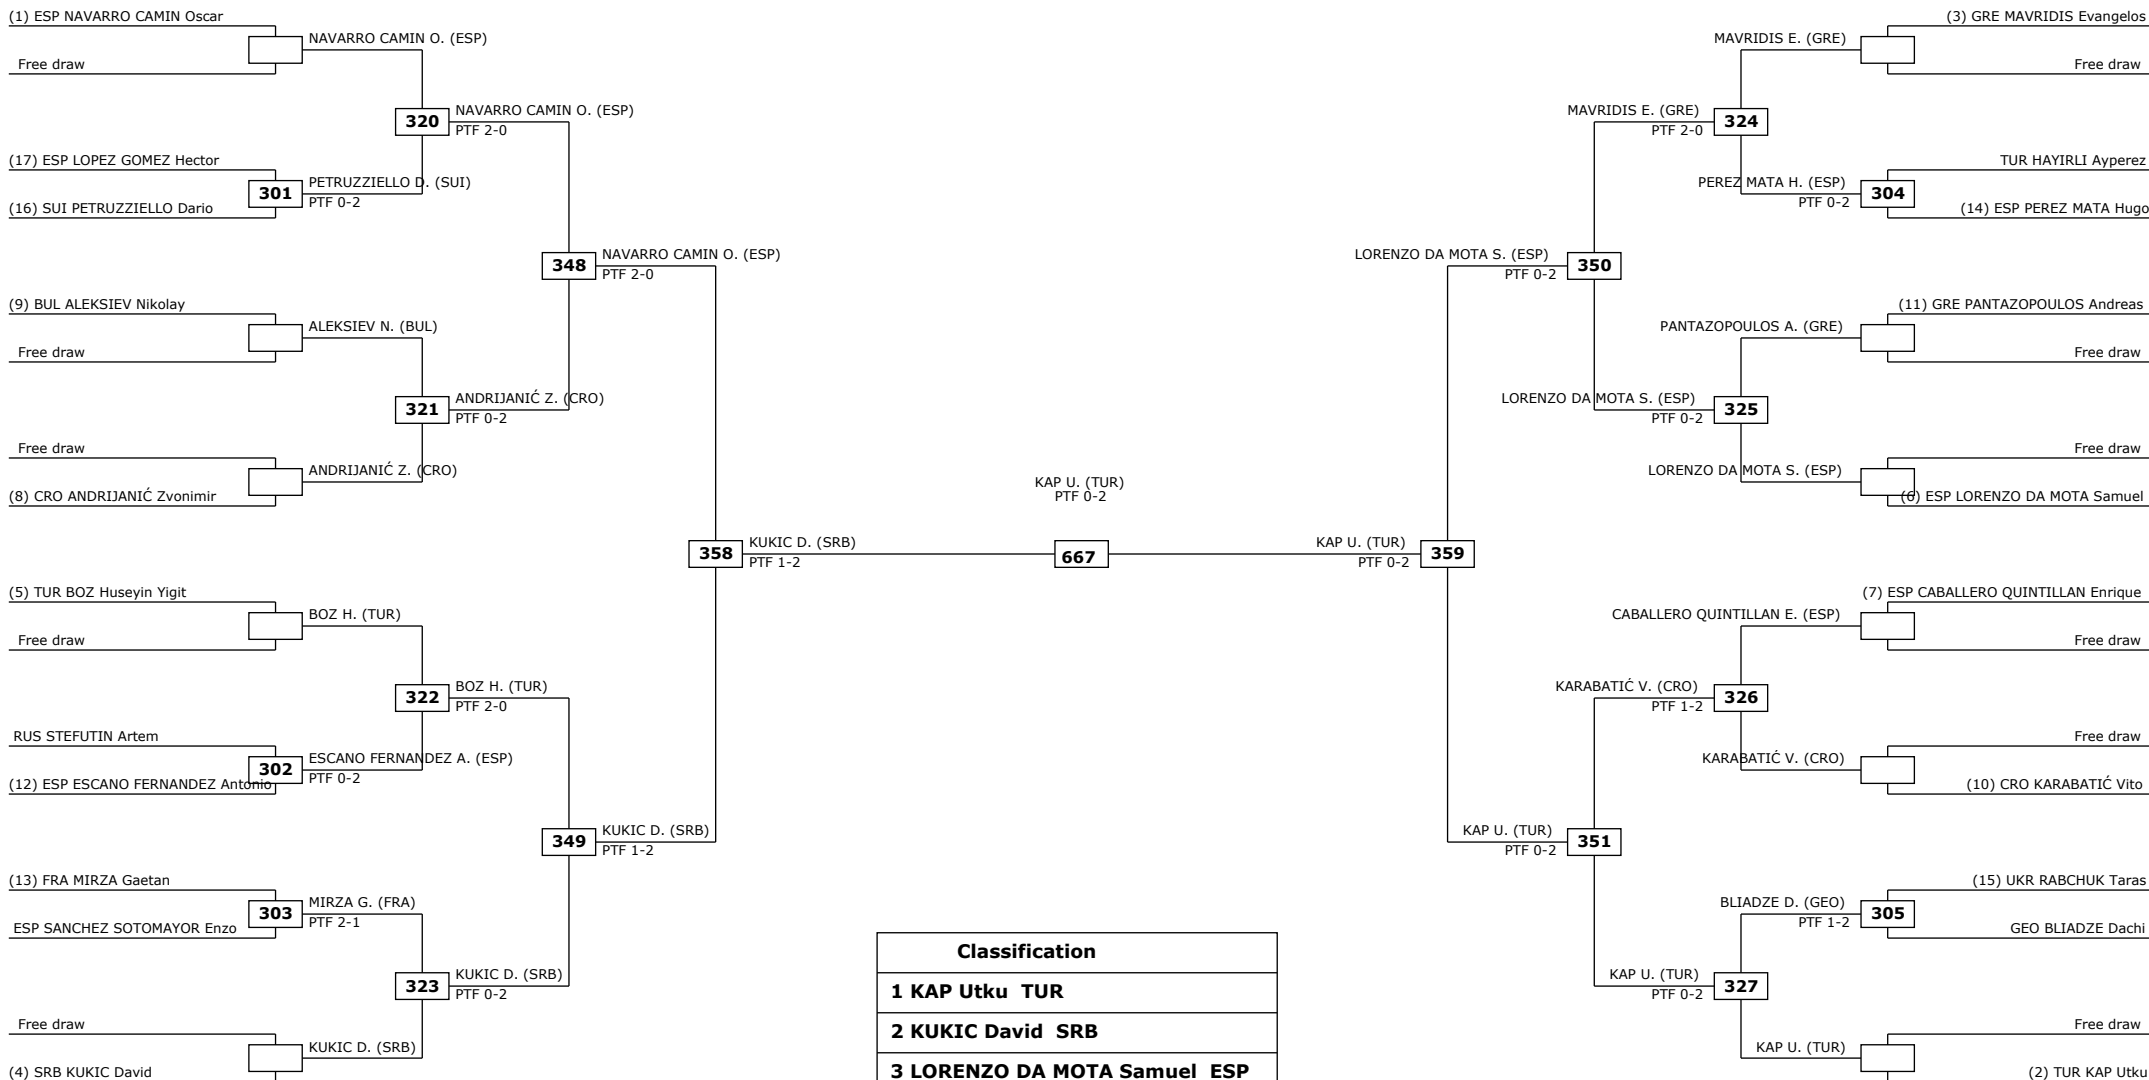 (1) ESP NAVARRO CAMIN Oscar
NAVARRO CAMIN O. (ESP)
Free draw
320
NAVARRO CAMIN O. (ESP)
PTF 2-0
(17) ESP LOPEZ GOMEZ Hector
301
PETRUZZIELLO D. (SUI)
PTF 0-2
(16) SUI PETRUZZIELLO Dario
348
NAVARRO CAMIN O. (ESP)
PTF 2-0
(9) BUL ALEKSIEV Nikolay
ALEKSIEV N. (BUL)
Free draw
321
ANDRIJANIĆ Z. (CRO)
PTF 0-2
Free draw
ANDRIJANIĆ Z. (CRO)
(8) CRO ANDRIJANIĆ Zvonimir
358
KUKIC D. (SRB)
PTF 1-2
(5) TUR BOZ Huseyin Yigit
BOZ H. (TUR)
Free draw
322
BOZ H. (TUR)
PTF 2-0
RUS STEFUTIN Artem
302
ESCANO FERNANDEZ A. (ESP)
PTF 0-2
(12) ESP ESCANO FERNANDEZ Antonio
349
KUKIC D. (SRB)
PTF 1-2
(13) FRA MIRZA Gaetan
303
MIRZA G. (FRA)
PTF 2-1
ESP SANCHEZ SOTOMAYOR Enzo
323
KUKIC D. (SRB)
PTF 0-2
Free draw
KUKIC D. (SRB)
(4) SRB KUKIC David
KAP U. (TUR)
PTF 0-2
667
Classification
1 KAP Utku TUR
2 KUKIC David SRB
3 LORENZO DA MOTA Samuel ESP
(3) GRE MAVRIDIS Evangelos
MAVRIDIS E. (GRE)
Free draw
MAVRIDIS E. (GRE)
PTF 2-0
324
TUR HAYIRLI Ayperez
PEREZ MATA H. (ESP)
PTF 0-2
304
(14) ESP PEREZ MATA Hugo
LORENZO DA MOTA S. (ESP)
PTF 0-2
350
(11) GRE PANTAZOPOULOS Andreas
PANTAZOPOULOS A. (GRE)
Free draw
LORENZO DA MOTA S. (ESP)
PTF 0-2
325
Free draw
LORENZO DA MOTA S. (ESP)
(6) ESP LORENZO DA MOTA Samuel
KAP U. (TUR)
PTF 0-2
359
(7) ESP CABALLERO QUINTILLAN Enrique
CABALLERO QUINTILLAN E. (ESP)
Free draw
KARABATIĆ V. (CRO)
PTF 1-2
326
Free draw
KARABATIĆ V. (CRO)
(10) CRO KARABATIĆ Vito
KAP U. (TUR)
PTF 0-2
351
(15) UKR RABCHUK Taras
BLIADZE D. (GEO)
PTF 1-2
305
GEO BLIADZE Dachi
KAP U. (TUR)
PTF 0-2
327
Free draw
KAP U. (TUR)
(2) TUR KAP Utku